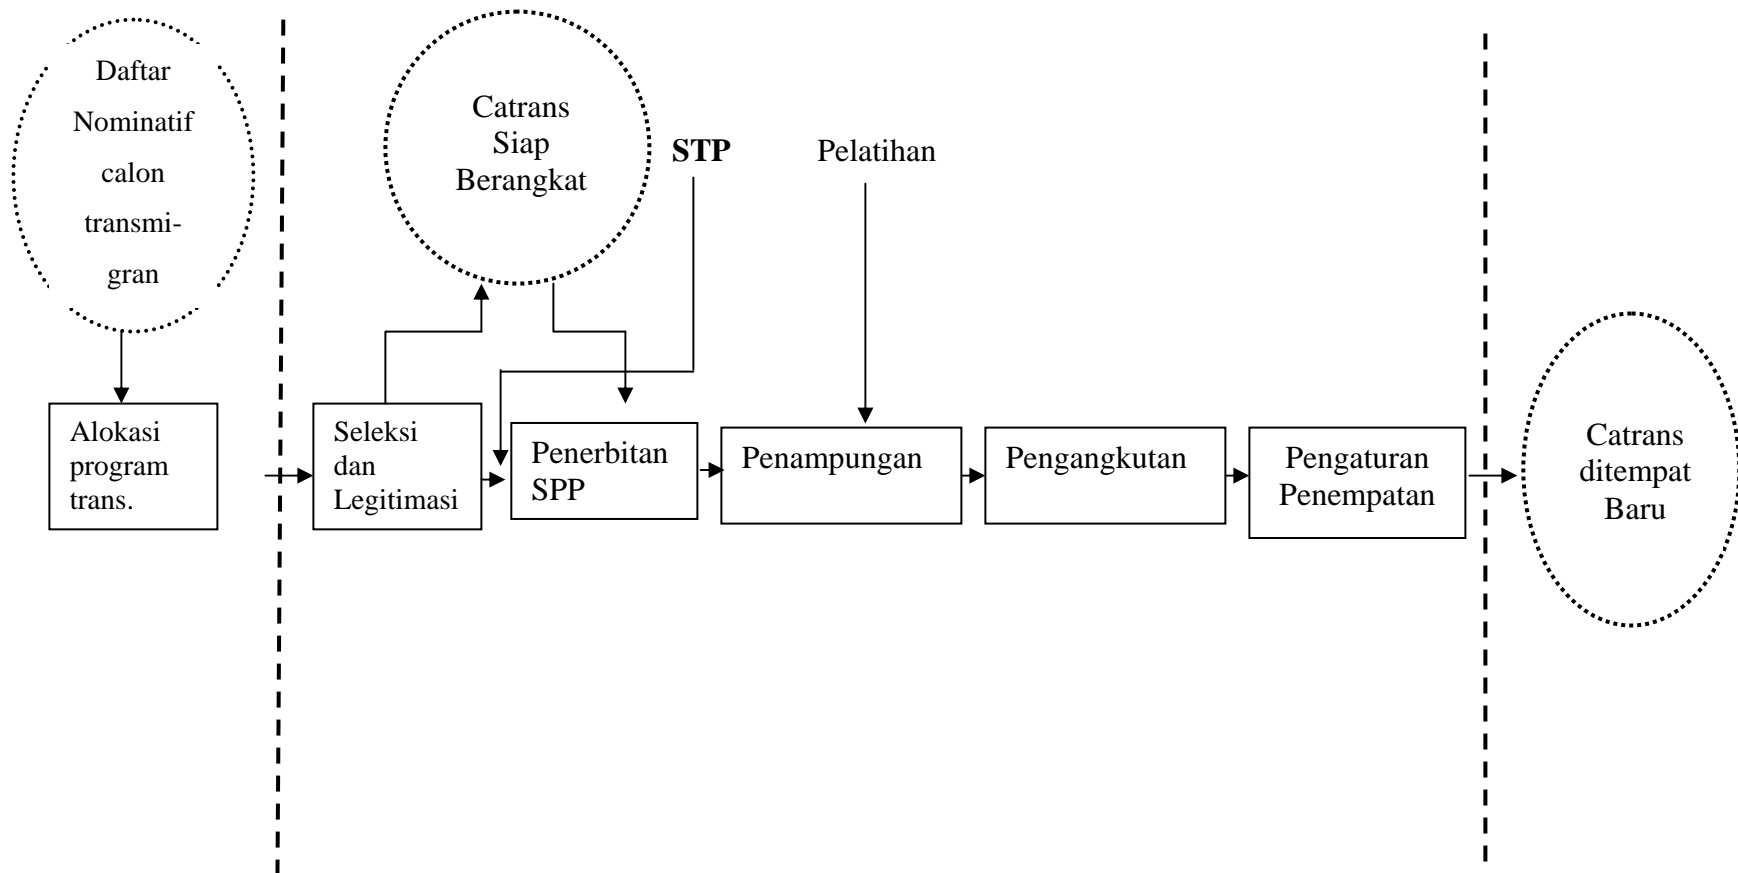 Daftar
Nominatif
calon
transmi-
gran
Catrans
Siap
Berangkat
STP
Pelatihan
Alokasi
program
trans.
Seleksi
dan
Legitimasi
Penerbitan
SPP
Penampungan
Pengangkutan
Pengaturan
Penempatan
Catrans
ditempat
Baru